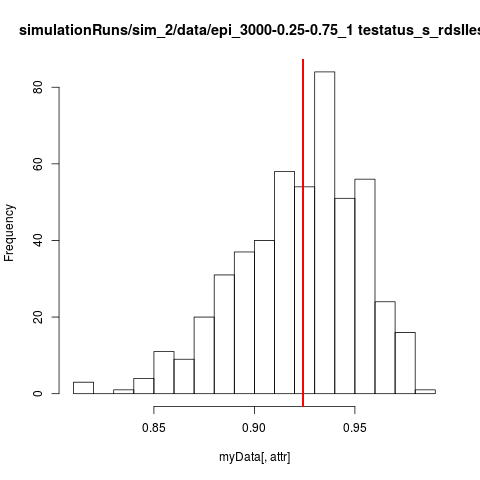 simulationRuns/sim_2/data/epi_3000-0.25-0.75_1 testatus_s_rdslles
Frequency
80
60
40
20
0
0.85 0.90 0.95
myData[, attr]